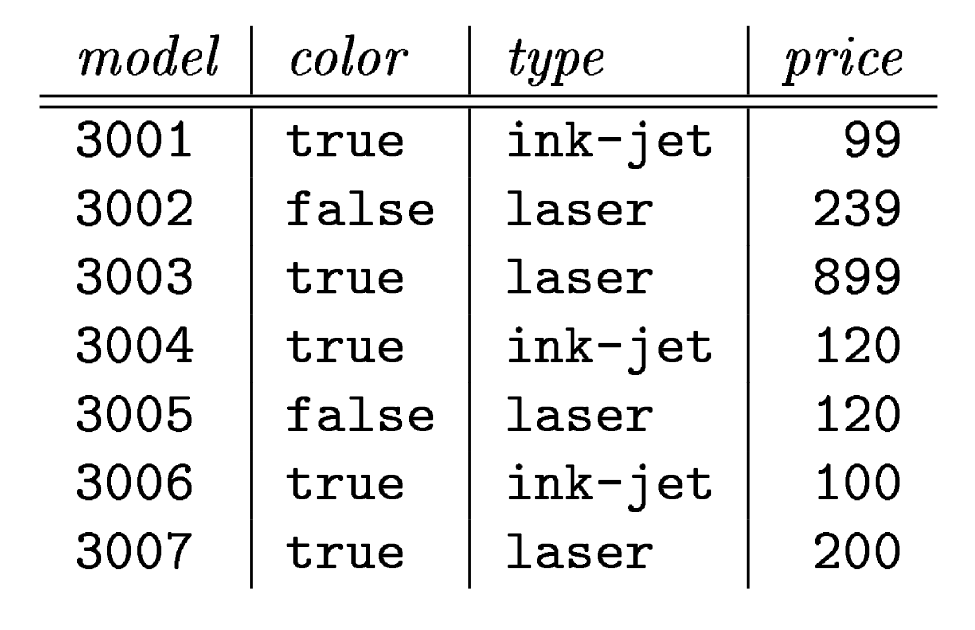 model color type price
3001 true ink-jet 99
3002 false laser 239
3003 true laser 899
3004 true ink-jet 120
3005 false laser 120
3006 true ink-jet 100
3007 true laser 200